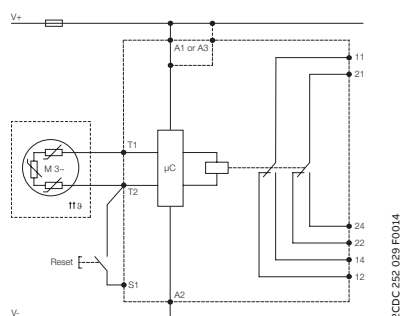 V+
A1 or A3
11
21
T1
M 3~
µC
T2
ϑ
24
22
Reset
14
S1
12
A2
V-
2CDC 252 029 F0014